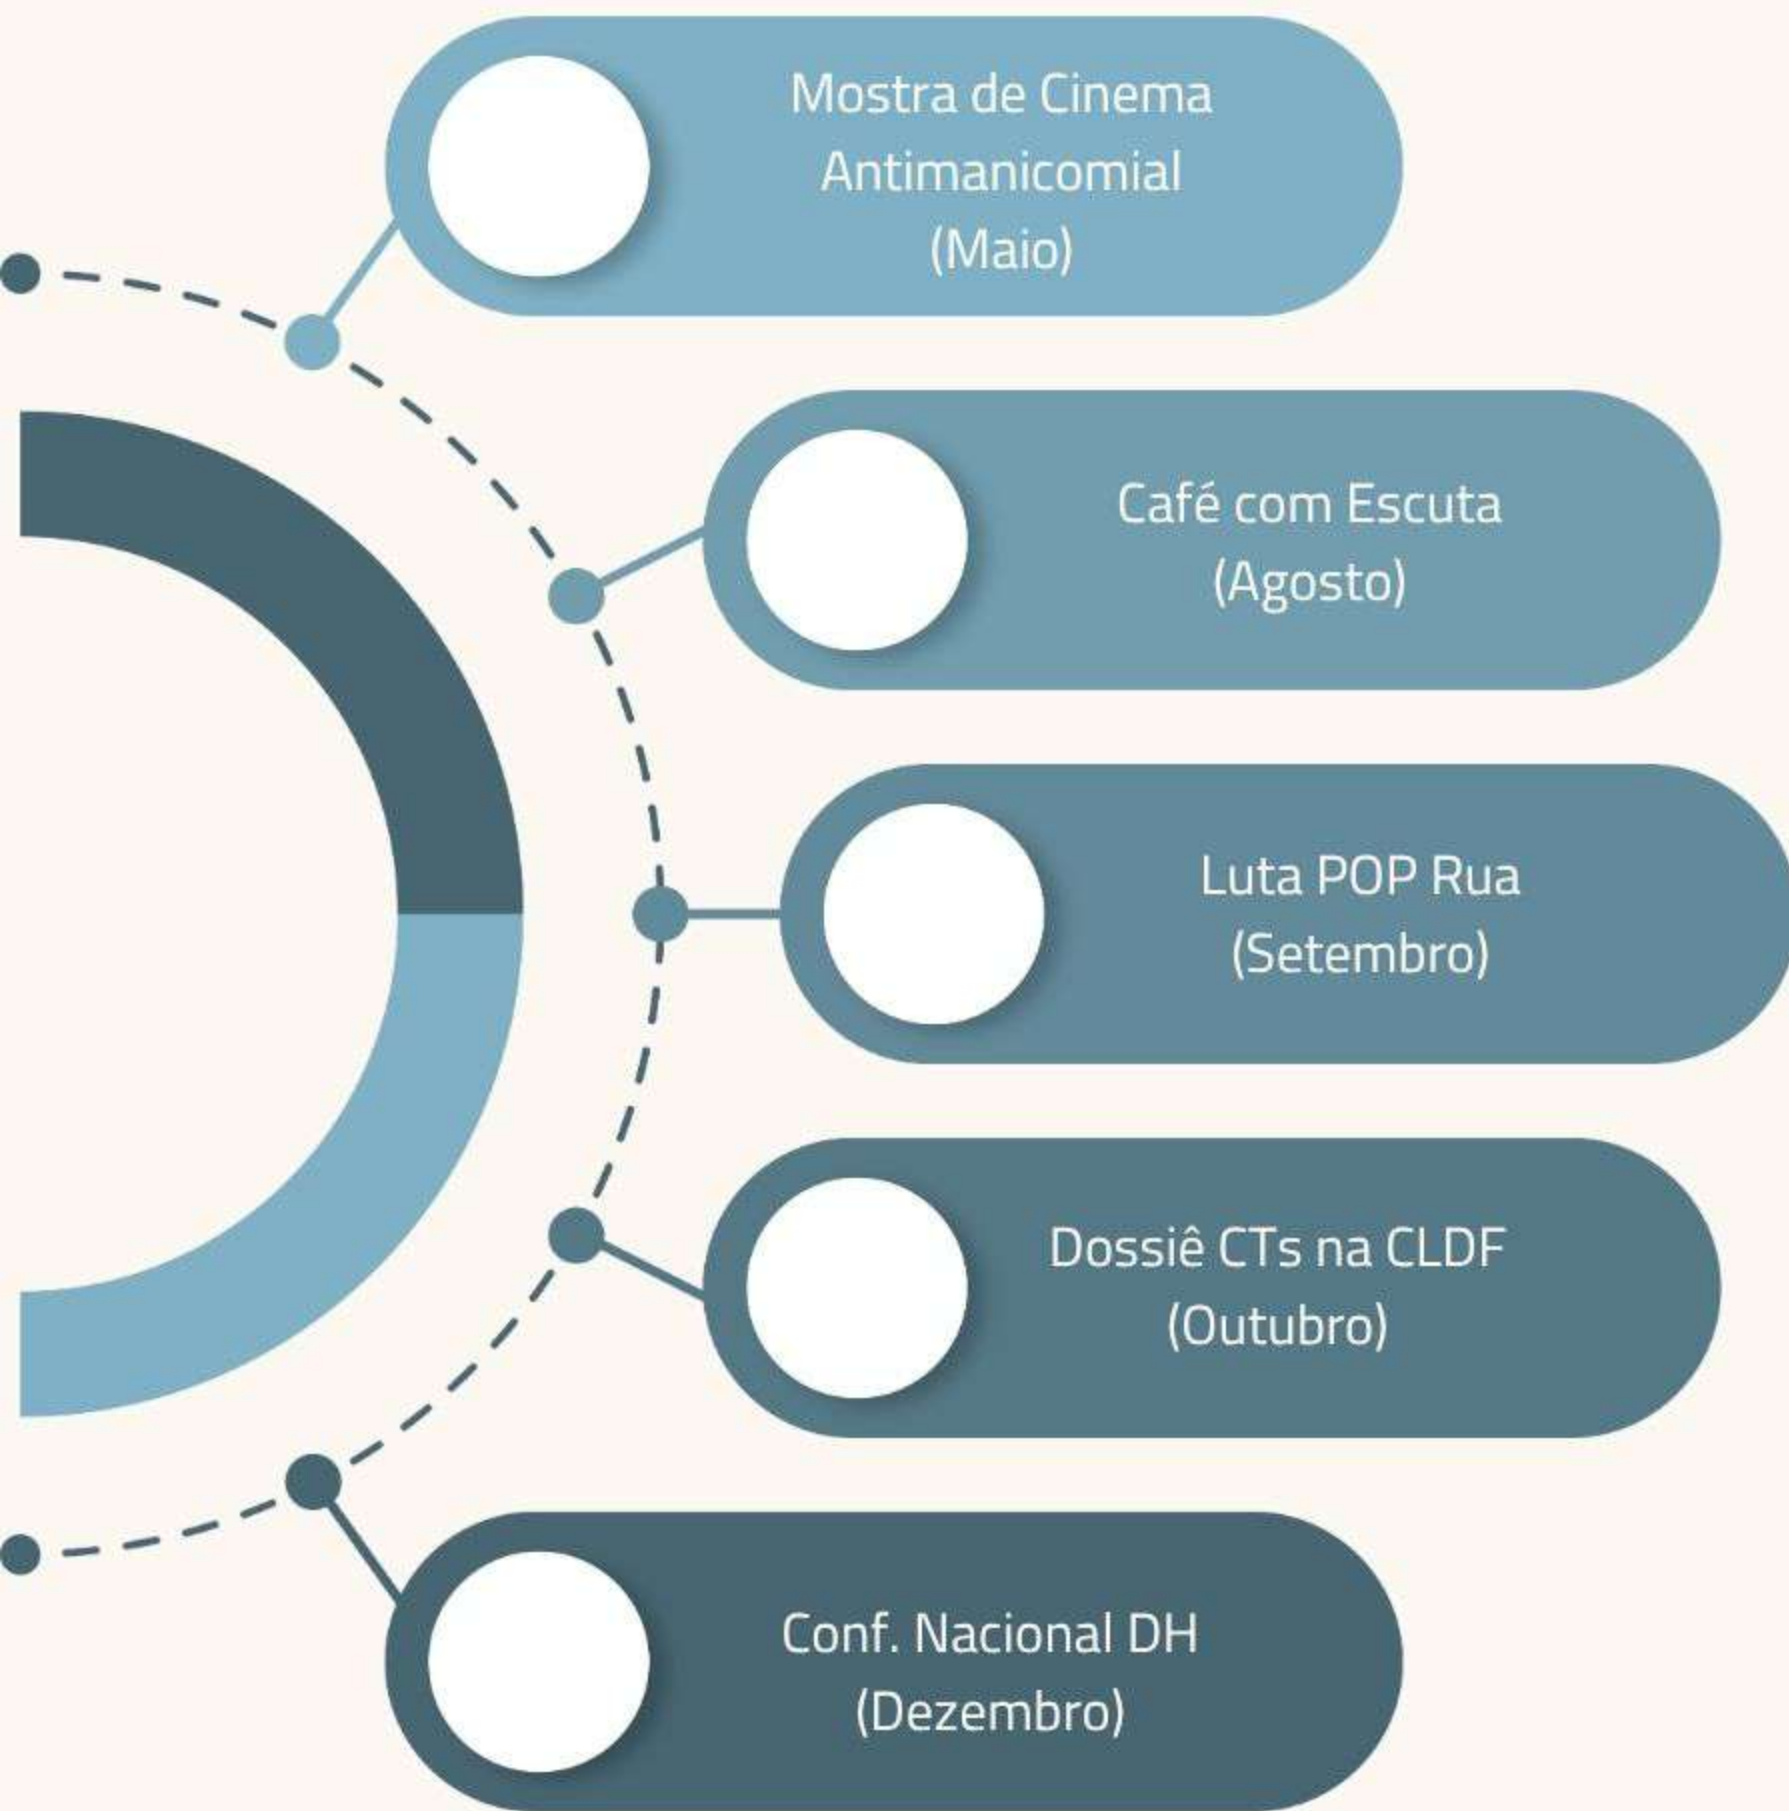 Mostra de Cinema
Antimanicomial
(Maio)
Café com Escuta
(Agosto)
Luta POP Rua
(Setembro)
Dossiê CTs na CLDF
(Outubro)
Conf. Nacional DH
(Dezembro)